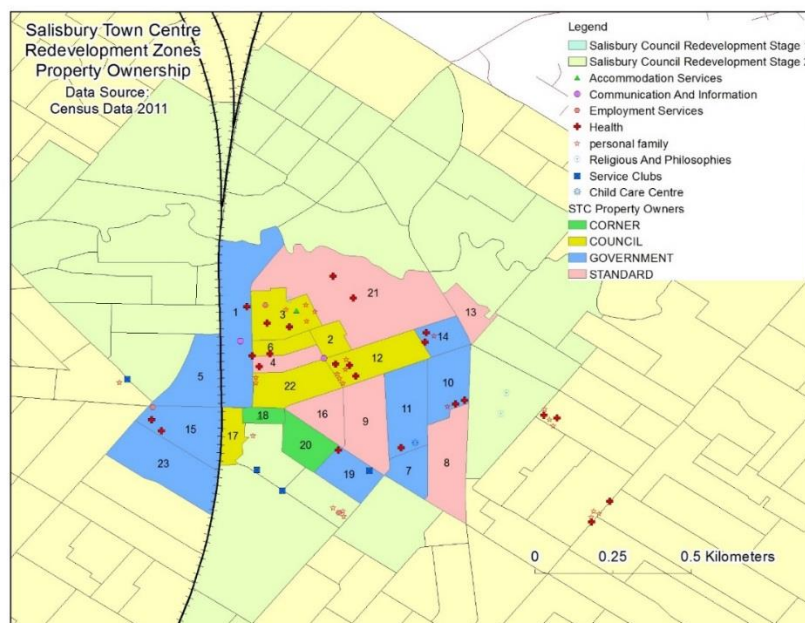 Salisbury Town Centre
Redevelopment Zones
Property Ownership
Data Source:
Census Data 2011
Legend
Salisbury Council Redevelopment Stage 1
Salisbury Council Redevelopment Stage 2
Accommodation Services
Communication And Information
Employment Services
Health
personal family
Religious And Philosophies
Service Clubs
Child Care Centre
STC Property Owners
CORNER
COUNCIL
GOVERNMENT
STANDARD
21
1
3
13
2
14
6
12
4
5
10
22
11
16
9
18
15
17
20
8
23
19
7
0 0.25 0.5 Kilometers